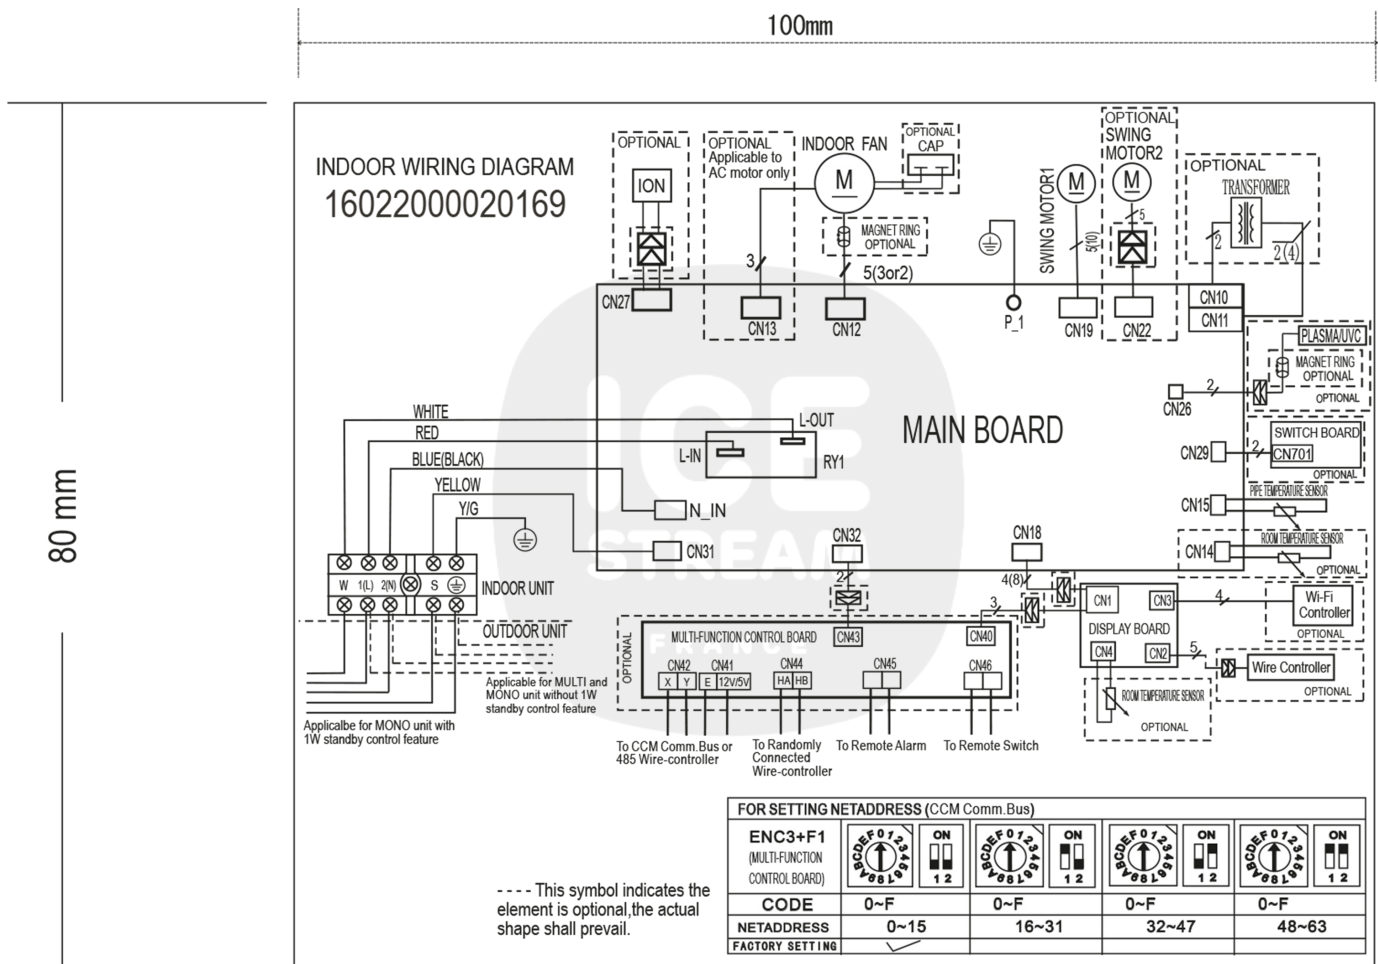 100mm
80 mm
INDOOR WIRING DIAGRAM
16022000020169
OPTIONAL
ION
CN27
OPTIONAL
Applicable to
AC motor only
3
CN13
INDOOR FAN
M
OPTIONAL
CAP
MAGNET RING
OPTIONAL
5(3or2)
CN12
P_1
SWING MOTOR1
M
5(10)
CN19
OPTIONAL
SWING
MOTOR2
M
5
CN22
OPTIONAL
TRANSFORMER
2
2(4)
CN10
CN11
PLASMA/UVC
MAGNET RING
OPTIONAL
OPTIONAL
2
CN26
SWITCH BOARD
CN701
OPTIONAL
2
CN29
PIPE TEMPERATURE SENSOR
CN15
ROOM TEMPERATURE SENSOR
CN14
OPTIONAL
MAIN BOARD
ICE
STREAM
FRANCE
WHITE
RED
BLUE(BLACK)
YELLOW
Y/G
L-OUT
L-IN
RY1
N_IN
CN31
CN32
2
CN18
4(8)
3
W 1(L) 2(N) S
INDOOR UNIT
OUTDOOR UNIT
Applicable for MULTI and
MONO unit without 1W
standby control feature
Applicalbe for MONO unit with
1W standby control feature
OPTIONAL
MULTI-FUNCTION CONTROL BOARD
CN43
CN40
CN42 CN41 CN44 CN45 CN46
X Y E 12V/5V HA HB
To CCM Comm.Bus or
485 Wire-controller
To Randomly
Connected
Wire-controller
To Remote Alarm
To Remote Switch
CN1
CN3
DISPLAY BOARD
CN4
CN2
4
Wi-Fi
Controller
OPTIONAL
5
Wire Controller
OPTIONAL
ROOM TEMPERATURE SENSOR
OPTIONAL
---- This symbol indicates the
element is optional,the actual
shape shall prevail.
FOR SETTING NETADDRESS (CCM Comm.Bus)
ENC3+F1
(MULTI-FUNCTION
CONTROL BOARD)
0123456789ABCDEF
ON
1 2
0123456789ABCDEF
ON
1 2
0123456789ABCDEF
ON
1 2
0123456789ABCDEF
ON
1 2
CODE 0~F 0~F 0~F 0~F
NETADDRESS 0~15 16~31 32~47 48~63
FACTORY SETTING